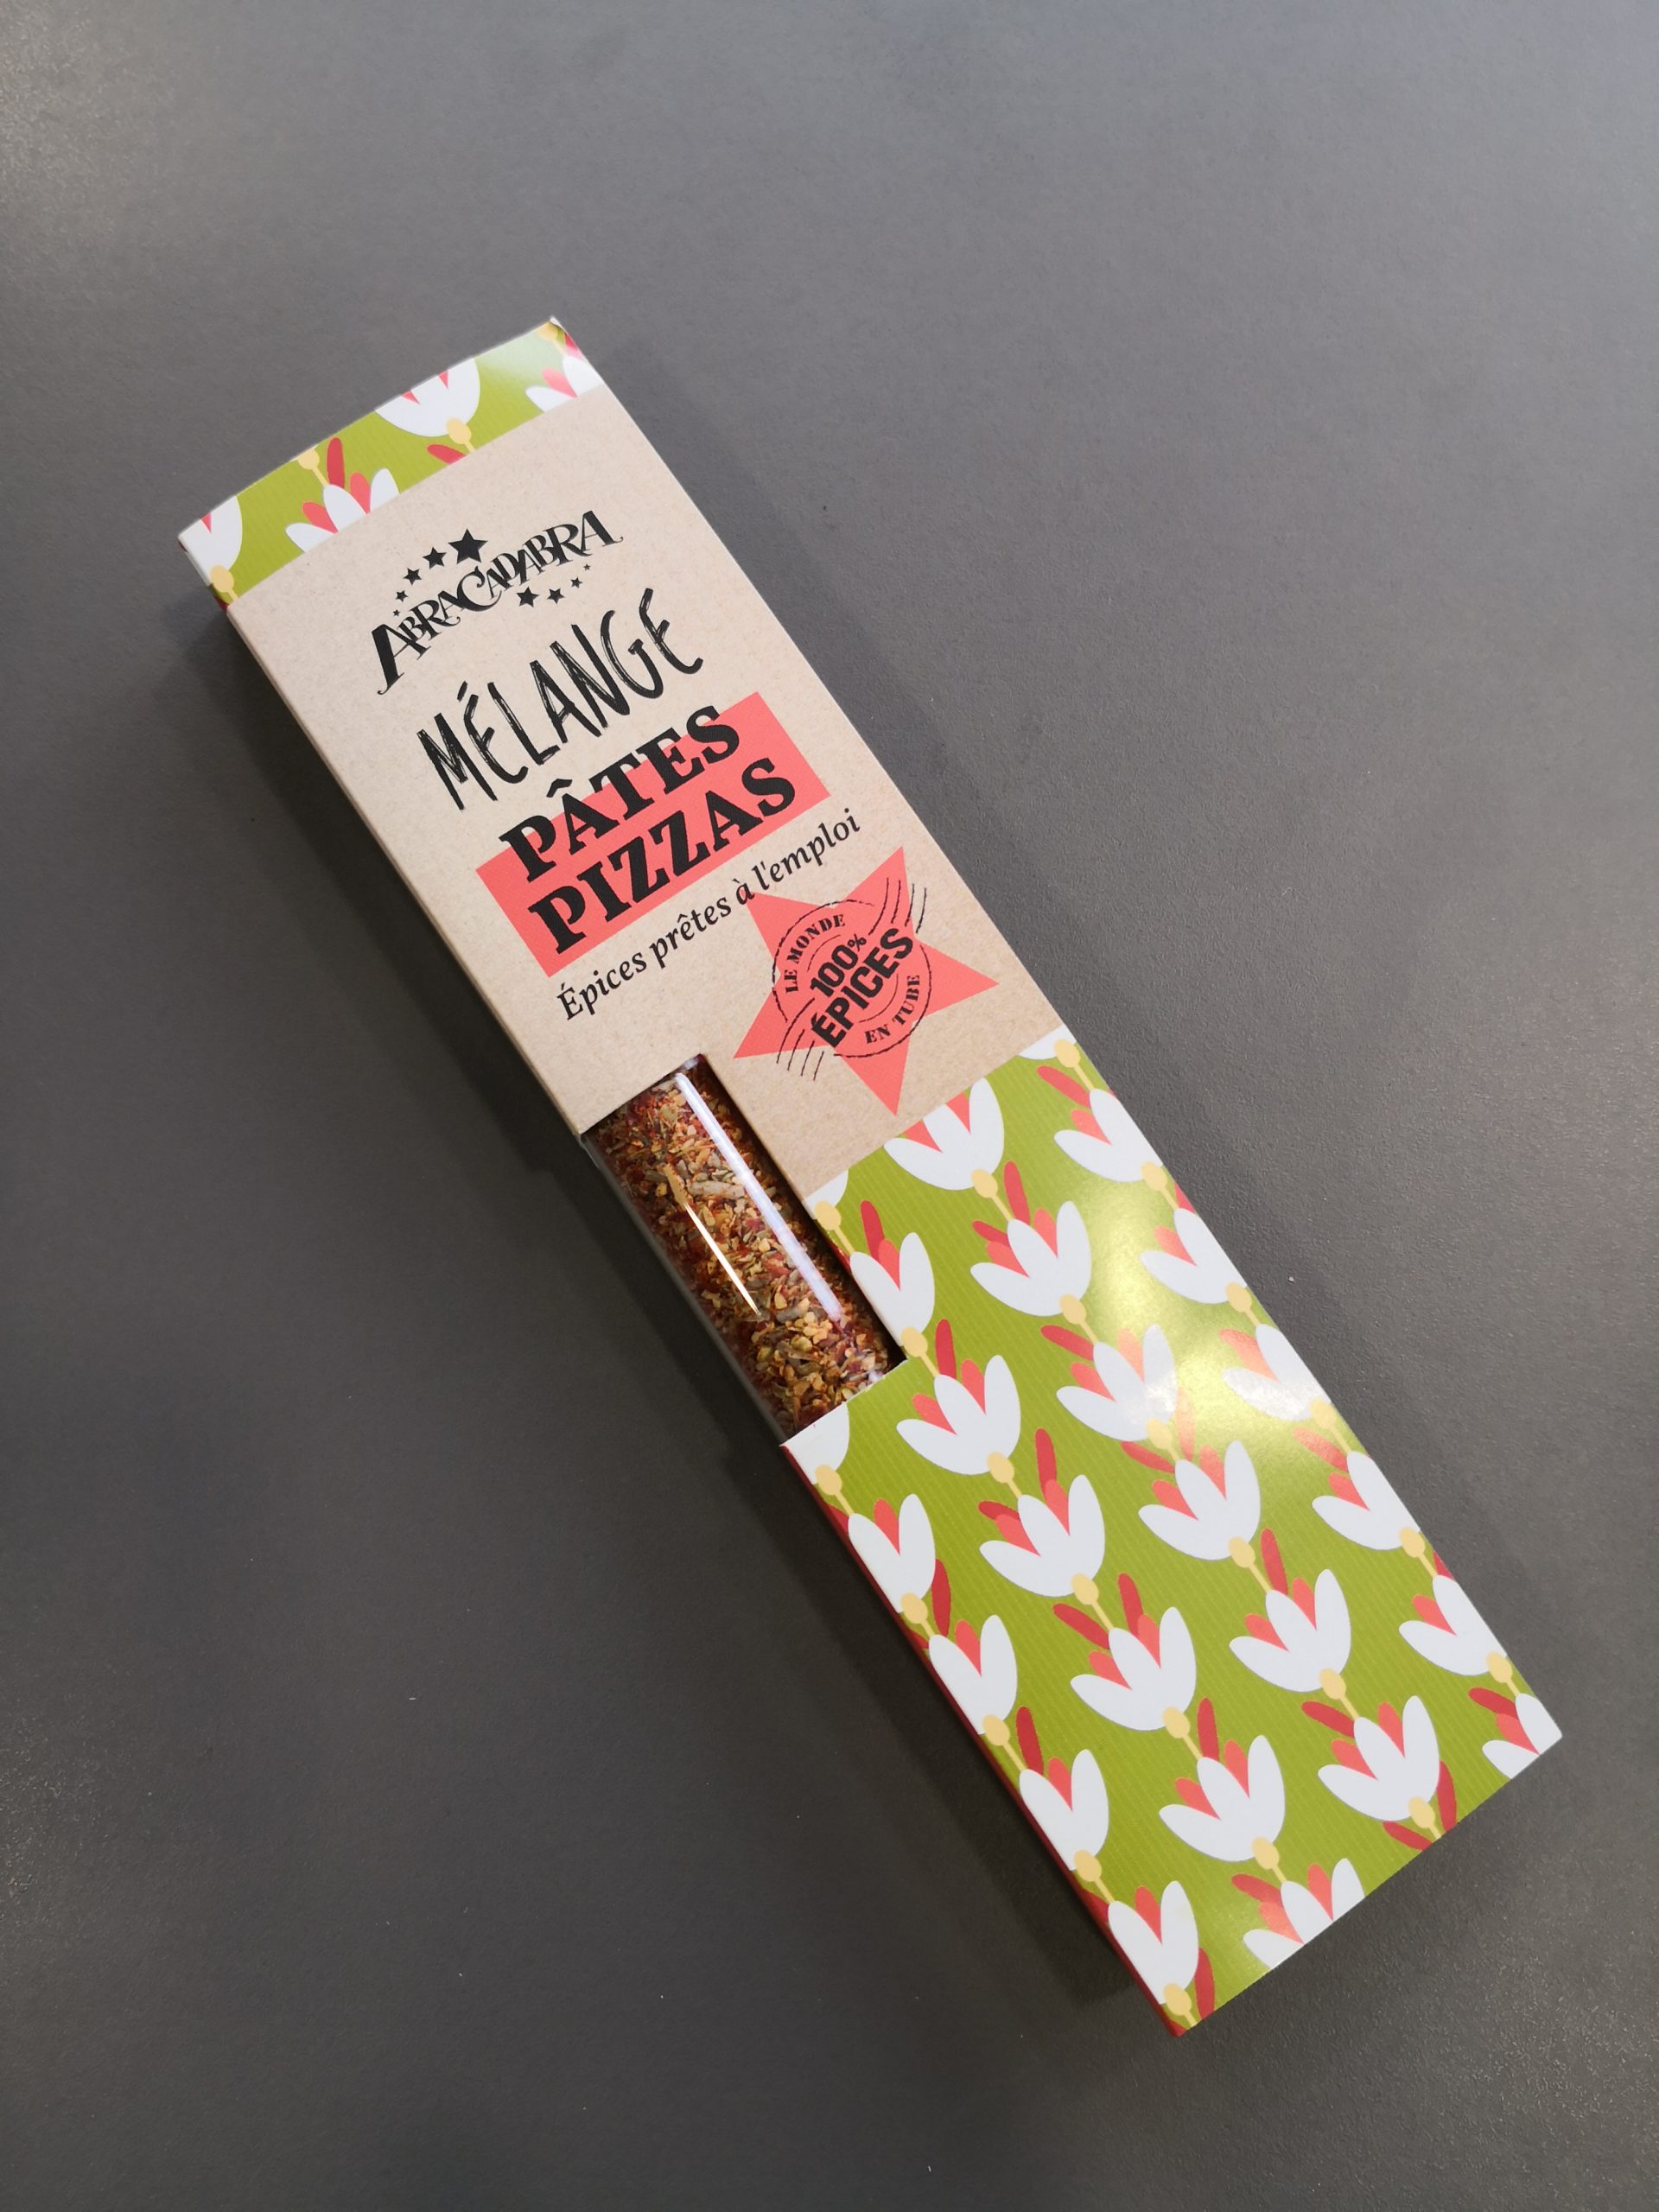 ABRACADABRA
MÉLANGE
PÂTES
PIZZAS
Épices prêtes à l'emploi
LE MONDE
100%
ÉPICES
EN TUBE